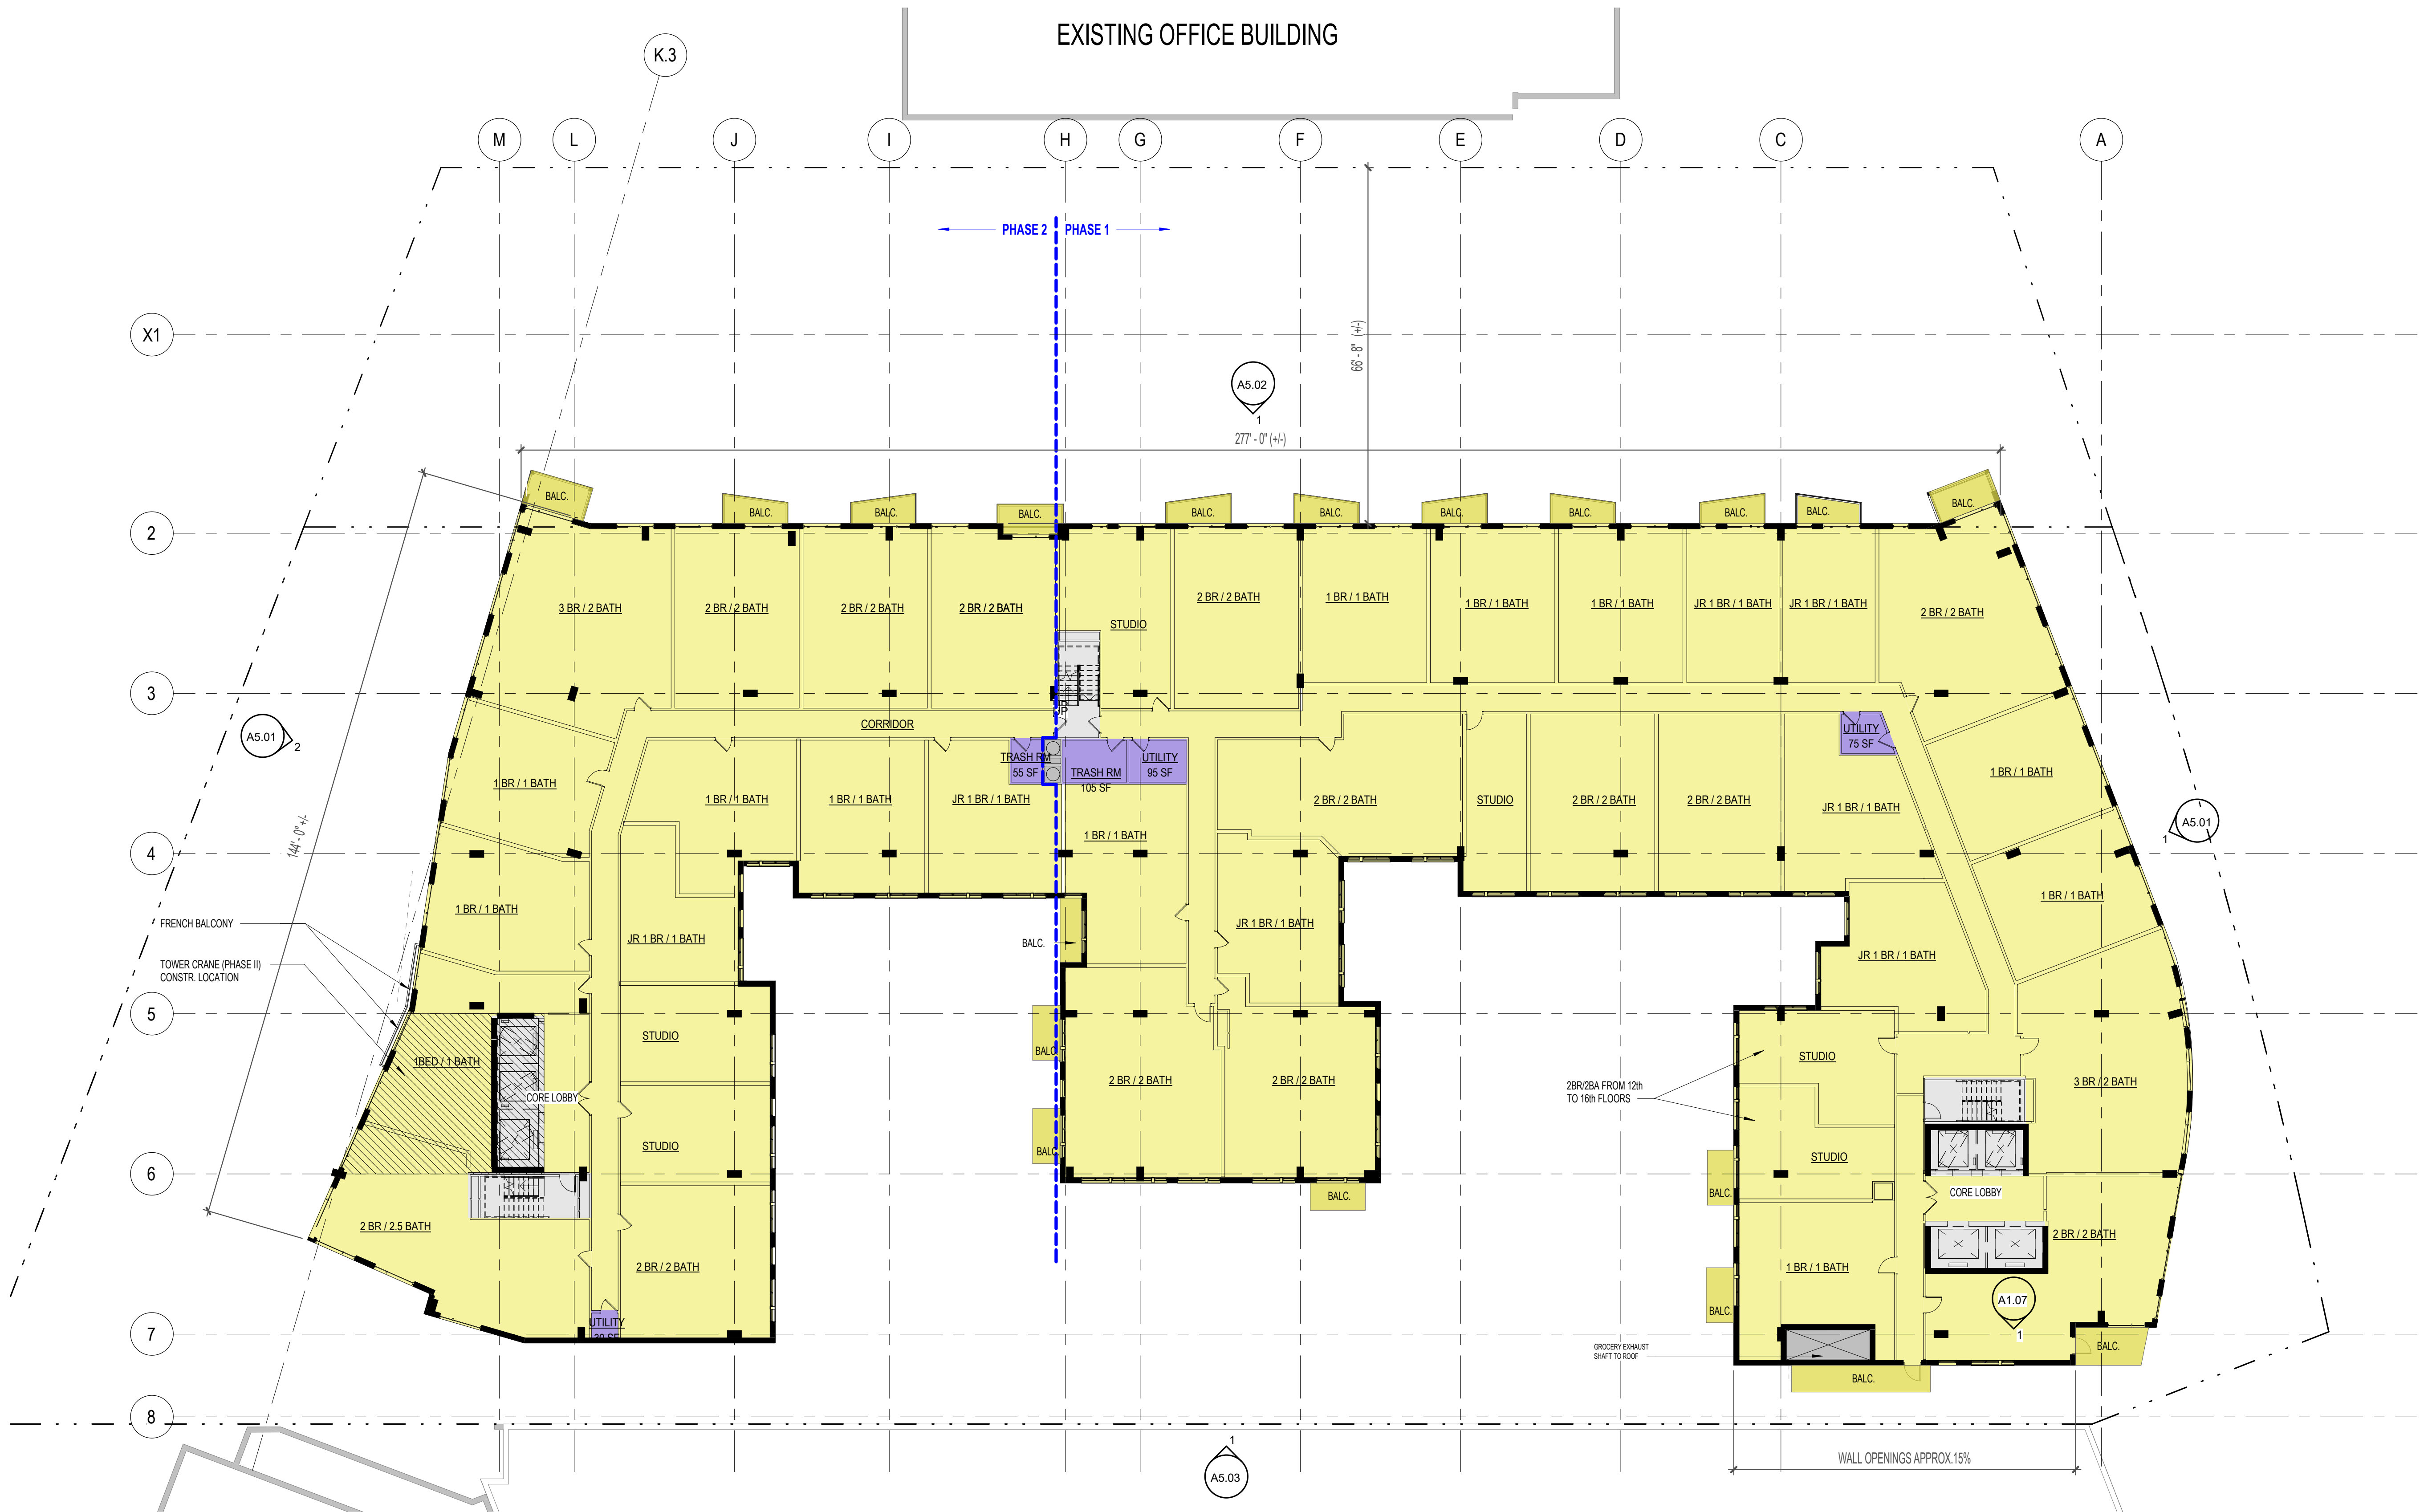 EXISTING OFFICE BUILDING
K.3
M
L
J
I
H
G
F
E
D
C
A
PHASE 2
PHASE 1
X1
66' - 8" (+/-)
A5.02
1
277' - 0" (+/-)
BALC.
BALC.
BALC.
BALC.
BALC.
BALC.
BALC.
BALC.
BALC.
BALC.
BALC.
2
3 BR / 2 BATH
2 BR / 2 BATH
2 BR / 2 BATH
2 BR / 2 BATH
STUDIO
2 BR / 2 BATH
1 BR / 1 BATH
1 BR / 1 BATH
1 BR / 1 BATH
JR 1 BR / 1 BATH
JR 1 BR / 1 BATH
2 BR / 2 BATH
3
UP
CORRIDOR
A5.01
2
TRASH RM
55 SF
TRASH RM
105 SF
UTILITY
95 SF
UTILITY
75 SF
1 BR / 1 BATH
1 BR / 1 BATH
1 BR / 1 BATH
JR 1 BR / 1 BATH
2 BR / 2 BATH
STUDIO
2 BR / 2 BATH
2 BR / 2 BATH
JR 1 BR / 1 BATH
1 BR / 1 BATH
A5.01
1
144' - 0" +/-
4
1 BR / 1 BATH
1 BR / 1 BATH
1 BR / 1 BATH
FRENCH BALCONY
JR 1 BR / 1 BATH
BALC.
JR 1 BR / 1 BATH
JR 1 BR / 1 BATH
TOWER CRANE (PHASE II)
CONSTR. LOCATION
5
STUDIO
BALC.
STUDIO
1BED / 1 BATH
CORE LOBBY
2 BR / 2 BATH
2 BR / 2 BATH
2BR/2BA FROM 12th
TO 16th FLOORS
3 BR / 2 BATH
STUDIO
BALC.
STUDIO
6
BALC.
BALC.
CORE LOBBY
2 BR / 2.5 BATH
2 BR / 2 BATH
2 BR / 2 BATH
1 BR / 1 BATH
BALC.
A1.07
1
UTILITY
30 SF
7
GROCERY EXHAUST
SHAFT TO ROOF
BALC.
BALC.
8
1
A5.03
WALL OPENINGS APPROX.15%